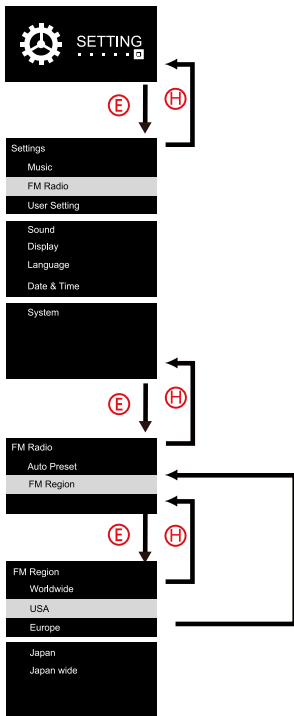 SETTING
E
H
Settings
Music
FM Radio
User Setting
Sound
Display
Language
Date & Time
System
E
H
FM Radio
Auto Preset
FM Region
E
H
FM Region
Worldwide
USA
Europe
Japan
Japan wide